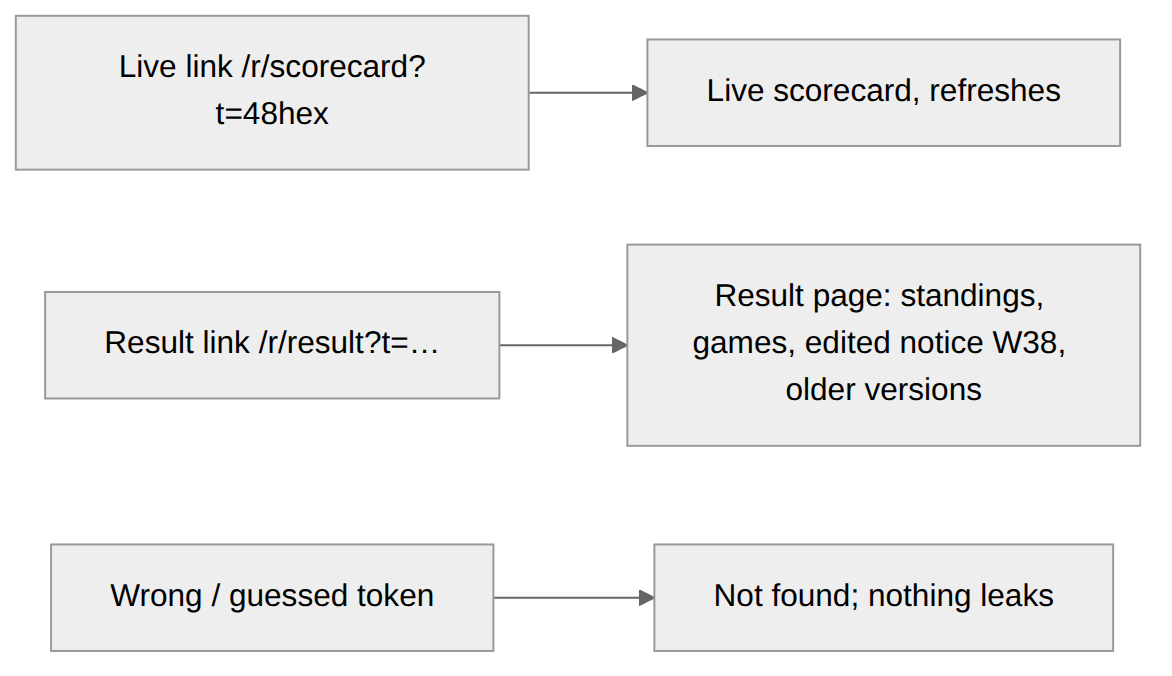 Live link /r/scorecard?
t=48hex
Live scorecard, refreshes
Result link /r/result?t=…
Result page: standings,
games, edited notice W38,
older versions
Wrong / guessed token
Not found; nothing leaks